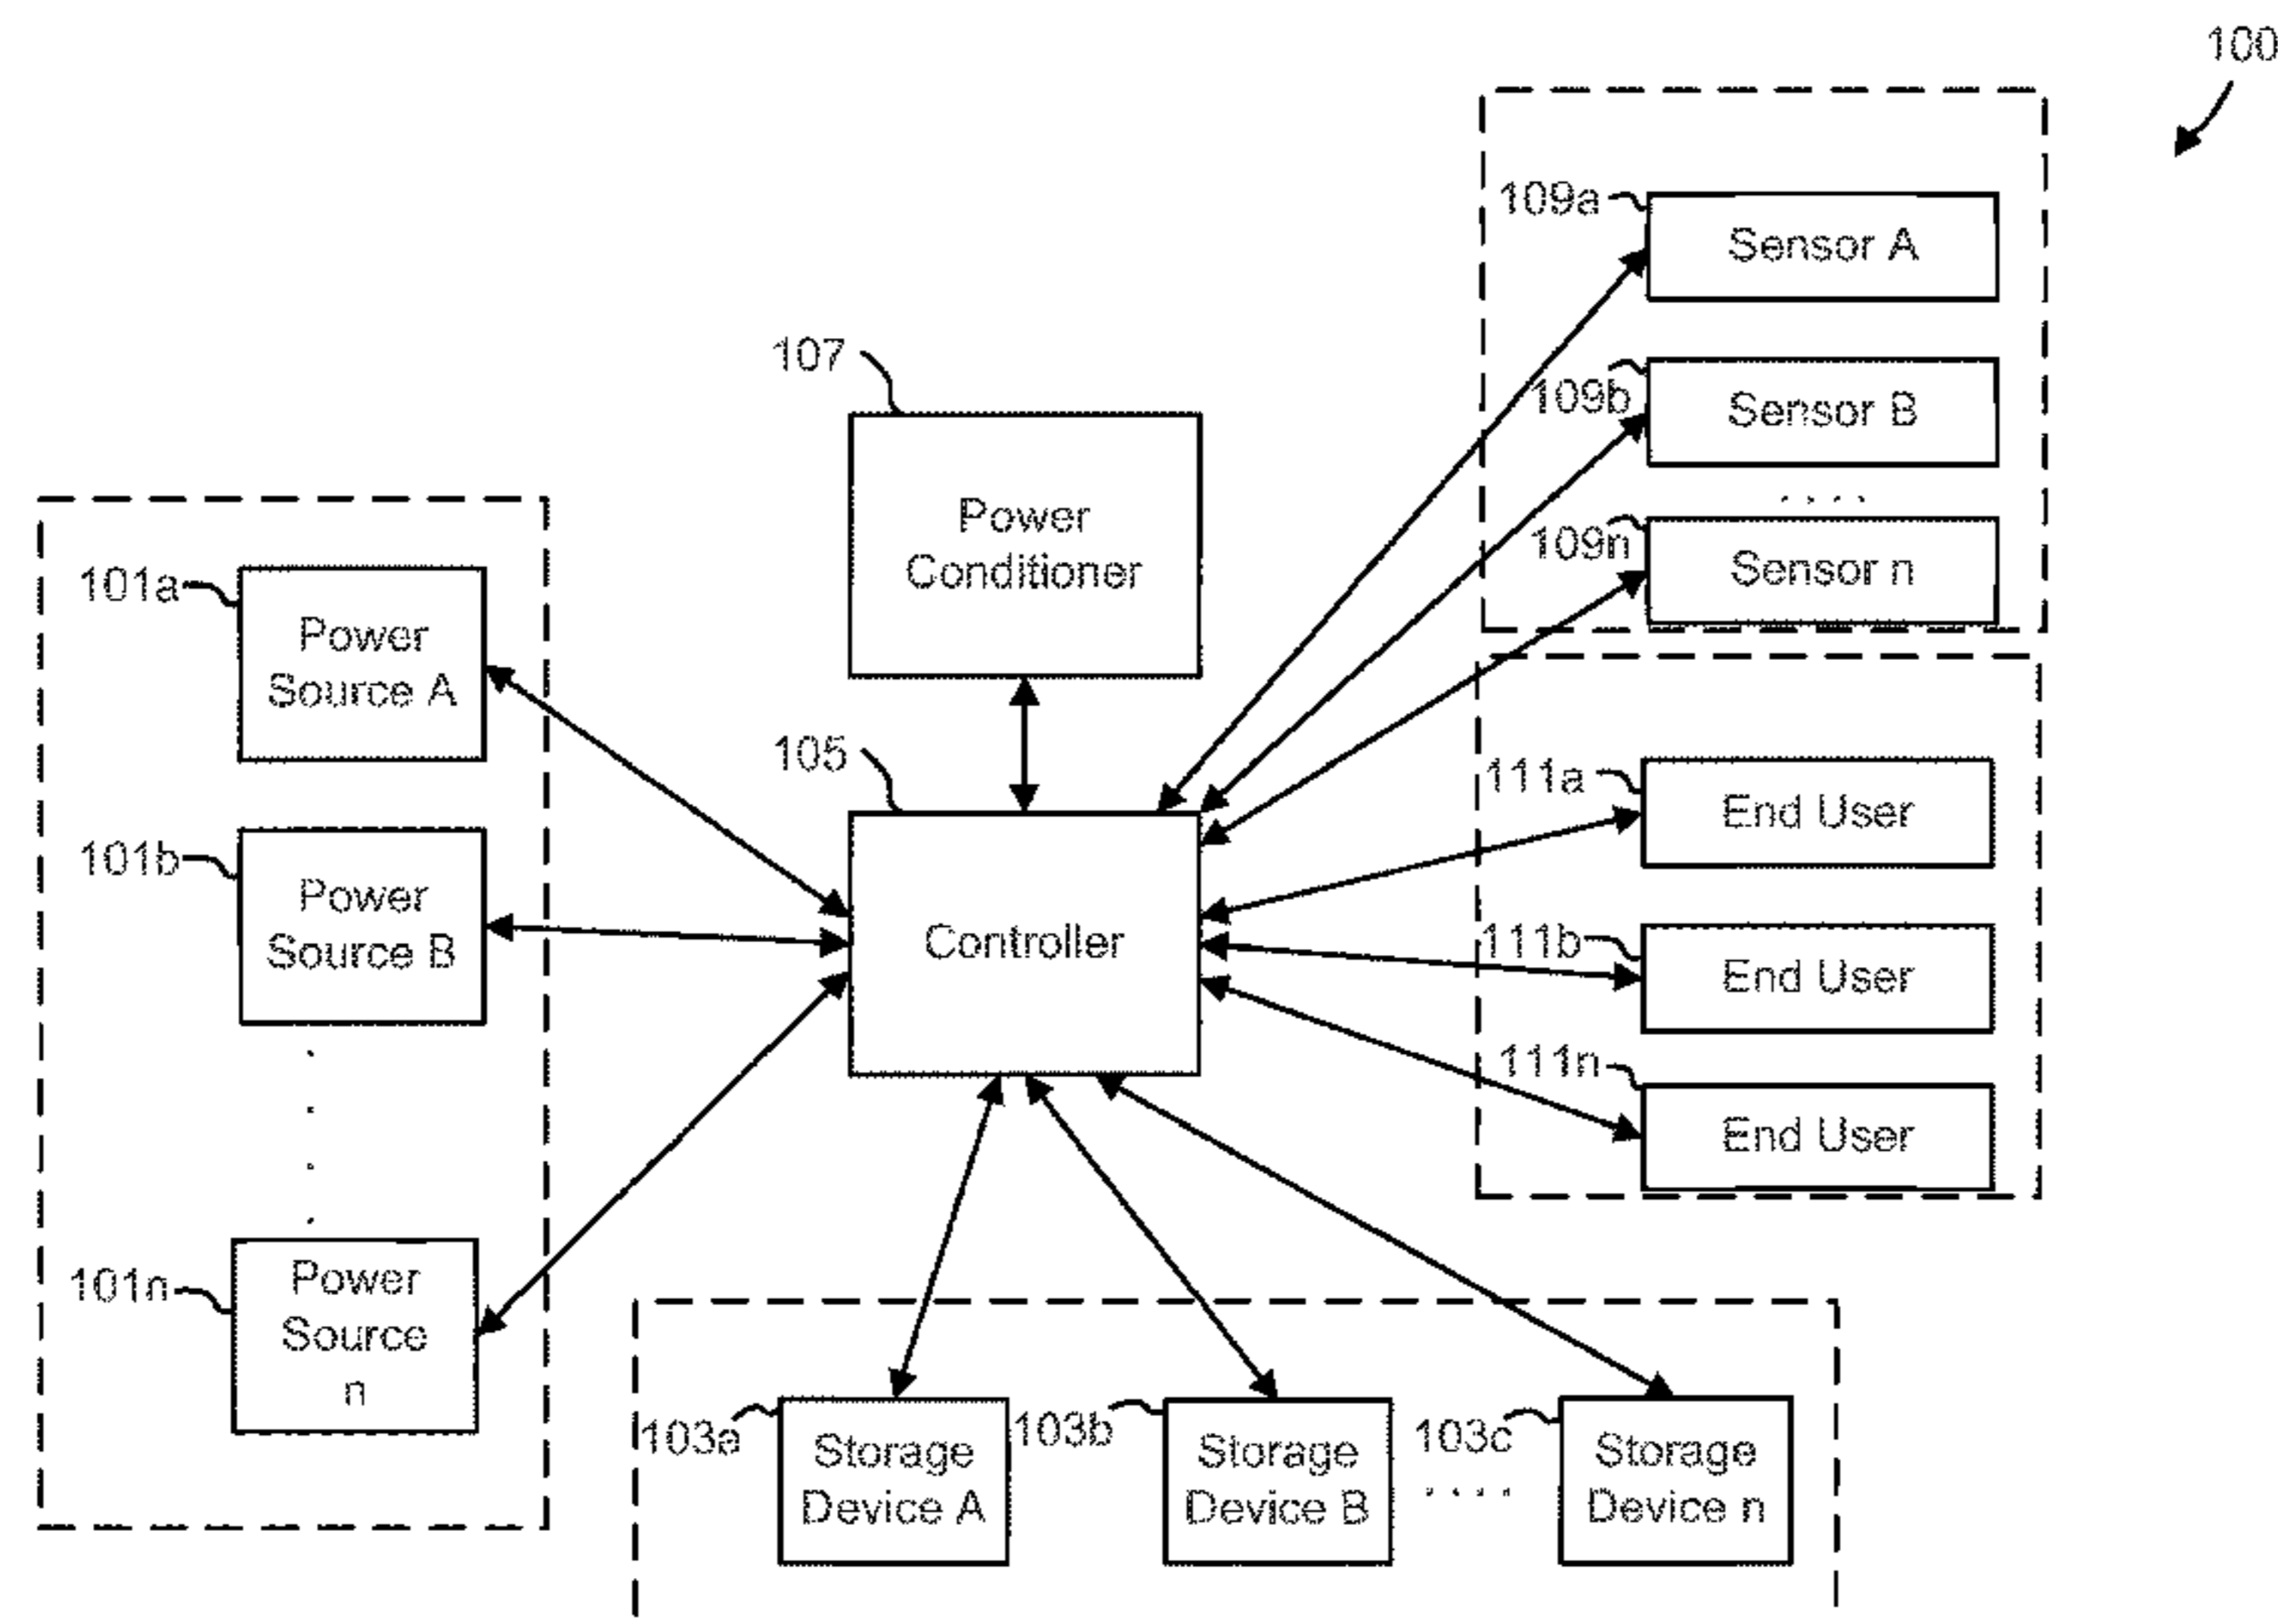 100
109a
Sensor A
109b
Sensor B
109n
Sensor n
107
Power
Conditioner
101a
Power
Source A
101b
Power
Source B
101n
Power
Source
n
105
Controller
111a
End User
111b
End User
111n
End User
103a
Storage
Device A
103b
Storage
Device B
103c
Storage
Device n